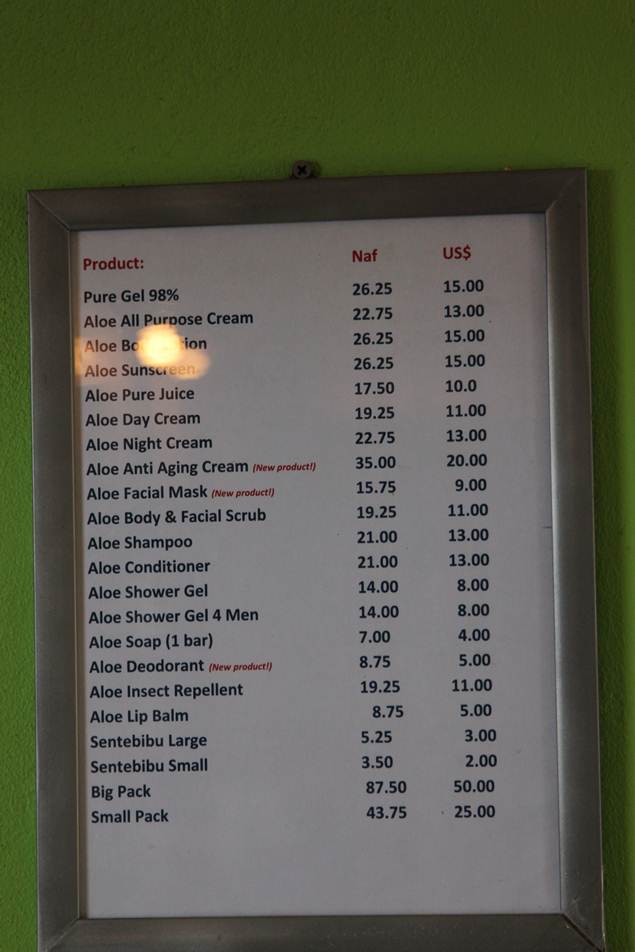 Product: Naf US$
Pure Gel 98% 26.25 15.00
Aloe All Purpose Cream 22.75 13.00
Aloe 26.25 15.00
Aloe Sunscreen 26.25 15.00
Aloe Pure Juice 17.50 10.0
Aloe Day Cream 19.25 11.00
Aloe Night Cream 22.75 13.00
Aloe Anti Aging Cream (New product!) 35.00 20.00
Aloe Facial Mask (New product!) 15.75 9.00
Aloe Body & Facial Scrub 19.25 11.00
Aloe Shampoo 21.00 13.00
Aloe Conditioner 21.00 13.00
Aloe Shower Gel 14.00 8.00
Aloe Shower Gel 4 Men 14.00 8.00
Aloe Soap (1 bar) 7.00 4.00
Aloe Deodorant (New product!) 8.75 5.00
Aloe Insect Repellent 19.25 11.00
Aloe Lip Balm 8.75 5.00
Sentebibu Large 5.25 3.00
Sentebibu Small 3.50 2.00
Big Pack 87.50 50.00
Small Pack 43.75 25.00